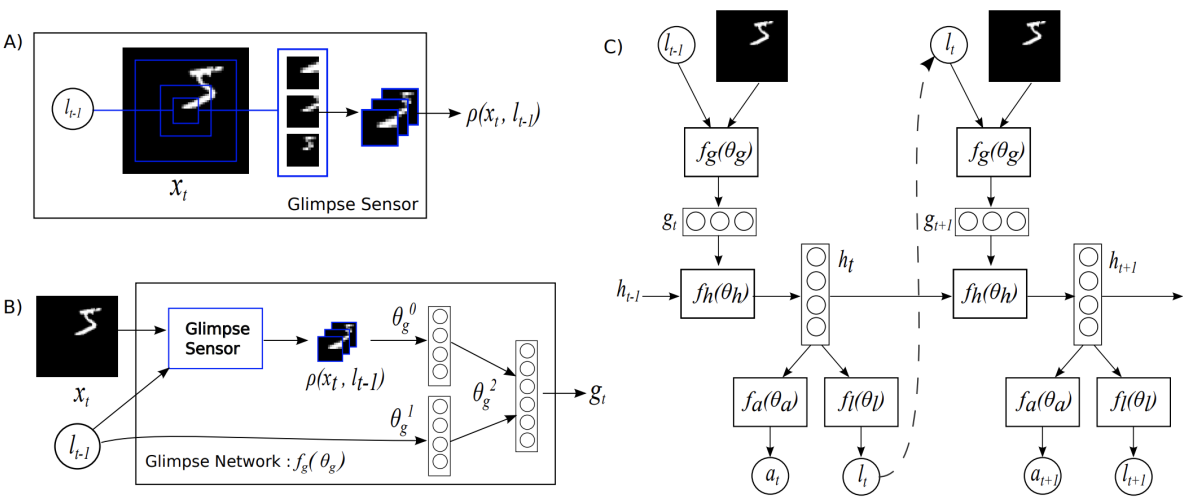 A)
l_{t-1}
x_t
ρ(x_t, l_{t-1})
Glimpse Sensor
B)
x_t
l_{t-1}
Glimpse
Sensor
ρ(x_t, l_{t-1})
θ_g^0
θ_g^1
θ_g^2
g_t
Glimpse Network : f_g(θ_g)
C)
l_{t-1}
l_t
f_g(θ_g)
f_g(θ_g)
g_t
g_{t+1}
h_{t-1}
f_h(θ_h)
h_t
f_h(θ_h)
h_{t+1}
f_a(θ_a)
f_l(θ_l)
f_a(θ_a)
f_l(θ_l)
a_t
l_t
a_{t+1}
l_{t+1}